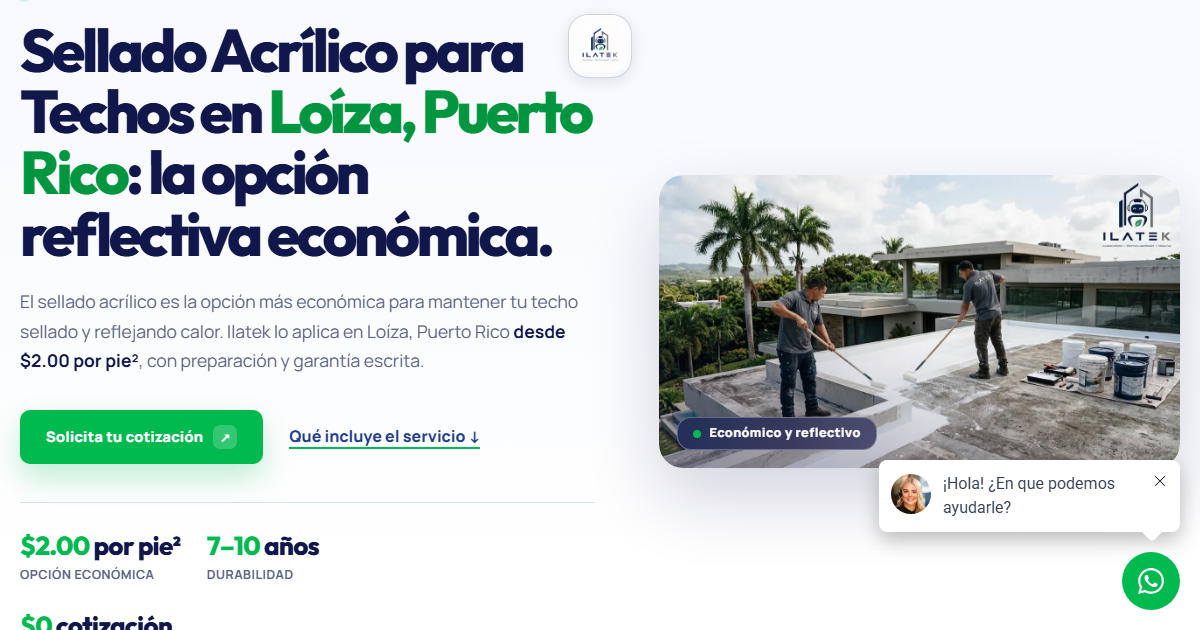 Sellado Acrílico para
Techos en Loíza, Puerto
Rico: la opción
reflectiva económica.
El sellado acrílico es la opción más económica para mantener tu techo
sellado y reflejando calor. Ilatek lo aplica en Loíza, Puerto Rico desde
$2.00 por pie², con preparación y garantía escrita.
Solicita tu cotización ↗
Qué incluye el servicio ↓
$2.00 por pie²
OPCIÓN ECONÓMICA
7–10 años
DURABILIDAD
$0 cotización
ILATEK
ILATEK
Económico y reflectivo
¡Hola! ¿En que podemos
ayudarle?